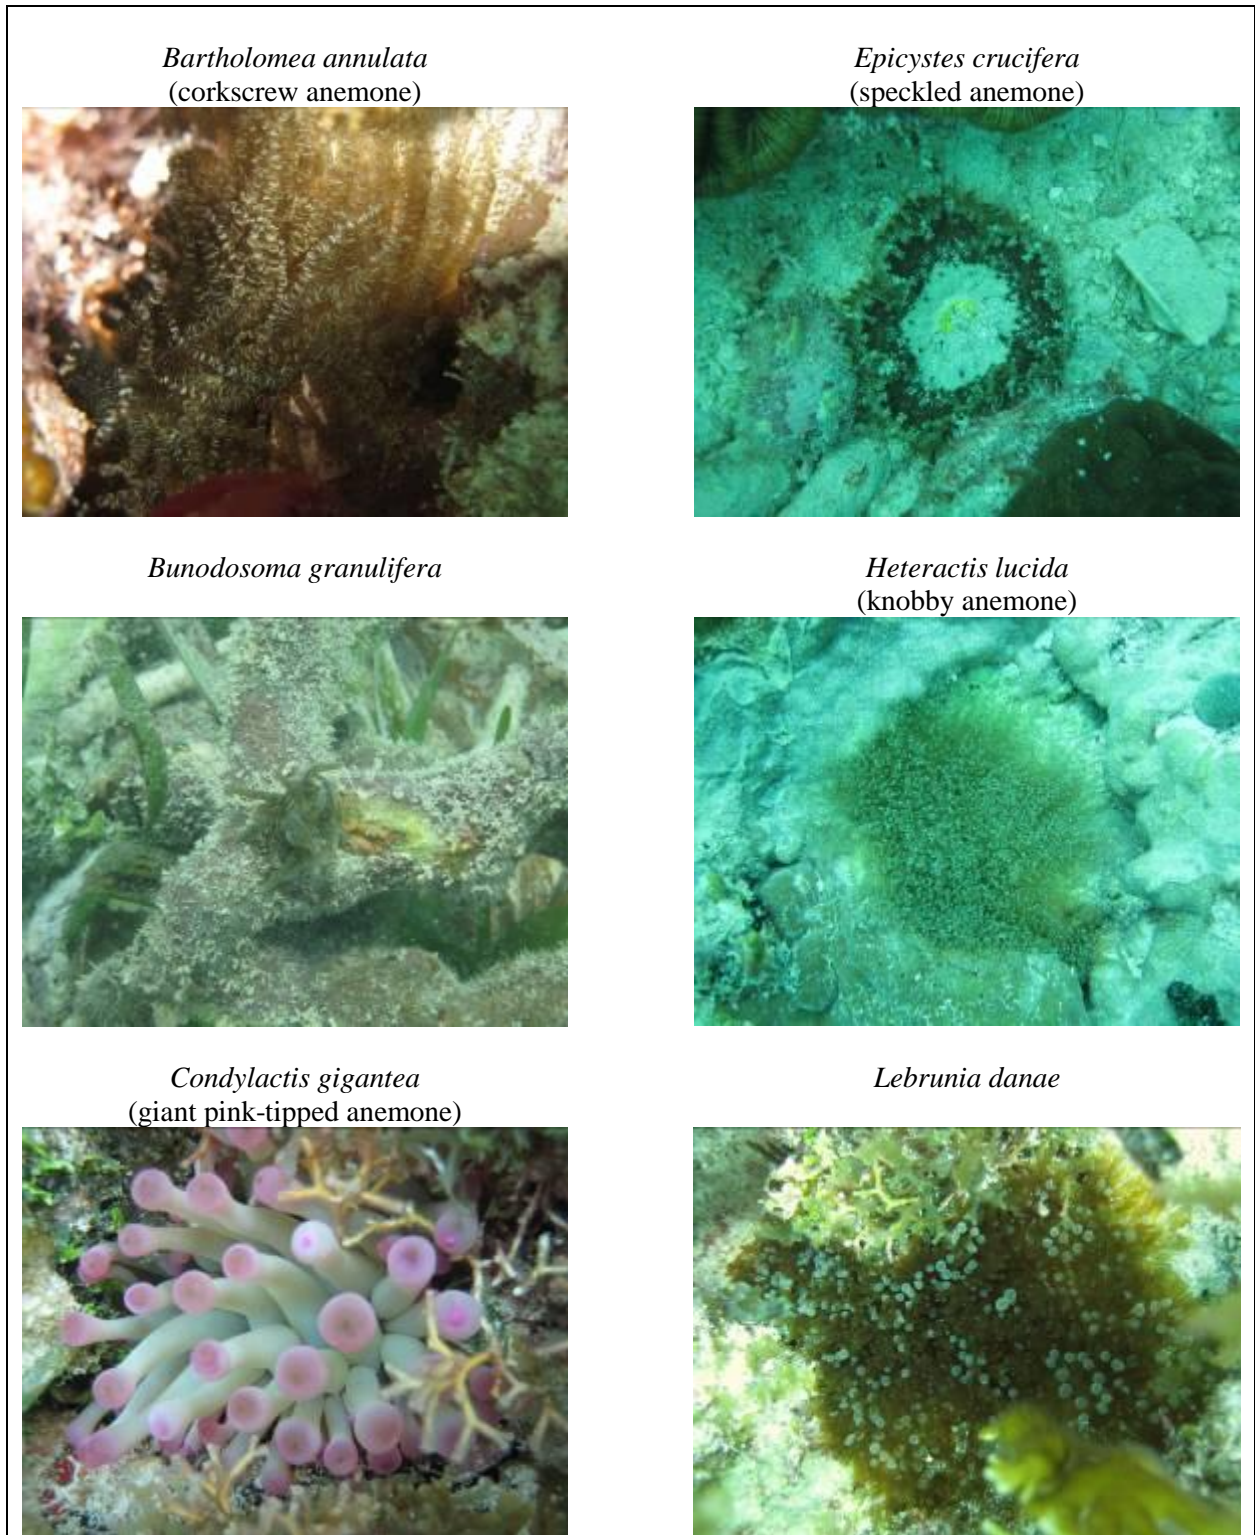 Bartholomea annulata
(corkscrew anemone)
Epicystes crucifera
(speckled anemone)
Bunodosoma granulifera
Heteractis lucida
(knobby anemone)
Condylactis gigantea
(giant pink-tipped anemone)
Lebrunia danae